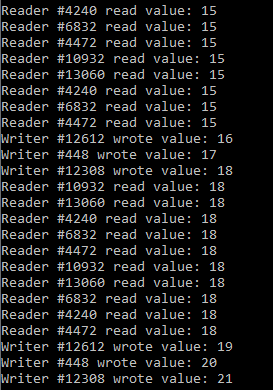 Reader #4240 read value: 15
Reader #6832 read value: 15
Reader #4472 read value: 15
Reader #10932 read value: 15
Reader #13060 read value: 15
Reader #4240 read value: 15
Reader #6832 read value: 15
Reader #4472 read value: 15
Writer #12612 wrote value: 16
Writer #448 wrote value: 17
Writer #12308 wrote value: 18
Reader #10932 read value: 18
Reader #13060 read value: 18
Reader #4240 read value: 18
Reader #6832 read value: 18
Reader #4472 read value: 18
Reader #10932 read value: 18
Reader #13060 read value: 18
Reader #6832 read value: 18
Reader #4240 read value: 18
Reader #4472 read value: 18
Writer #12612 wrote value: 19
Writer #448 wrote value: 20
Writer #12308 wrote value: 21